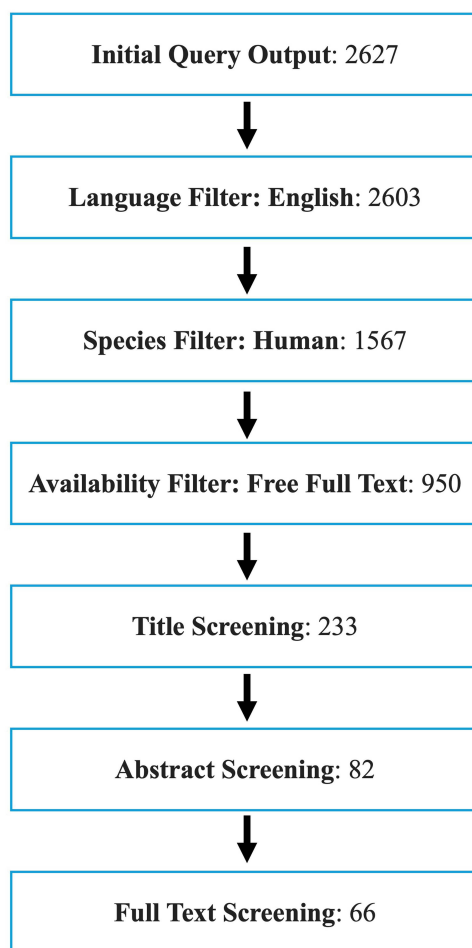 Initial Query Output: 2627
Language Filter: English: 2603
Species Filter: Human: 1567
Availability Filter: Free Full Text: 950
Title Screening: 233
Abstract Screening: 82
Full Text Screening: 66